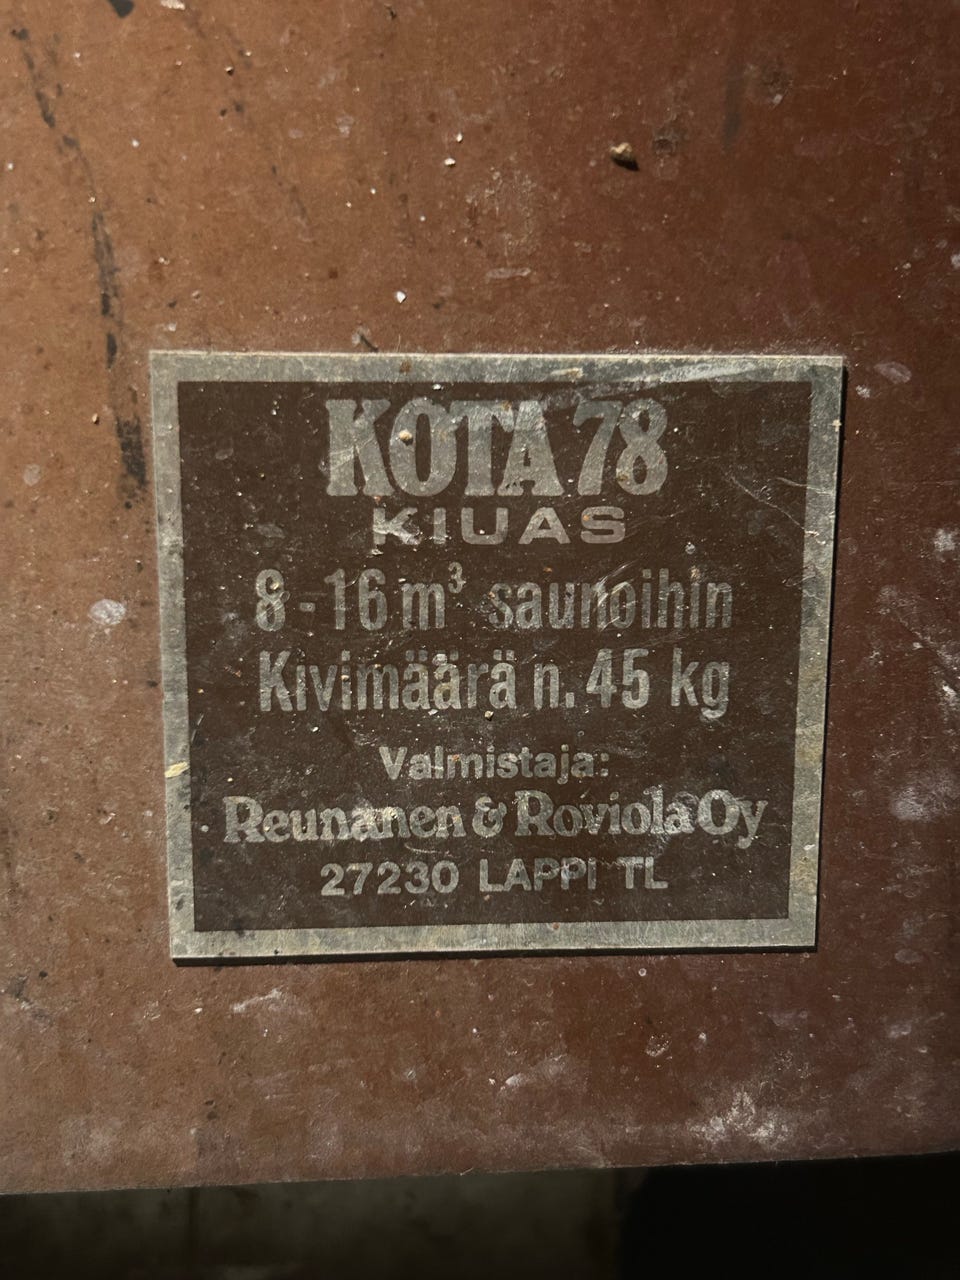 KOTA 78
KIUAS
8-16 m³ saunoihin
Kivimäärä n. 45 kg
Valmistaja:
Reunanen & Roviola Oy
27230 LAPPI TL